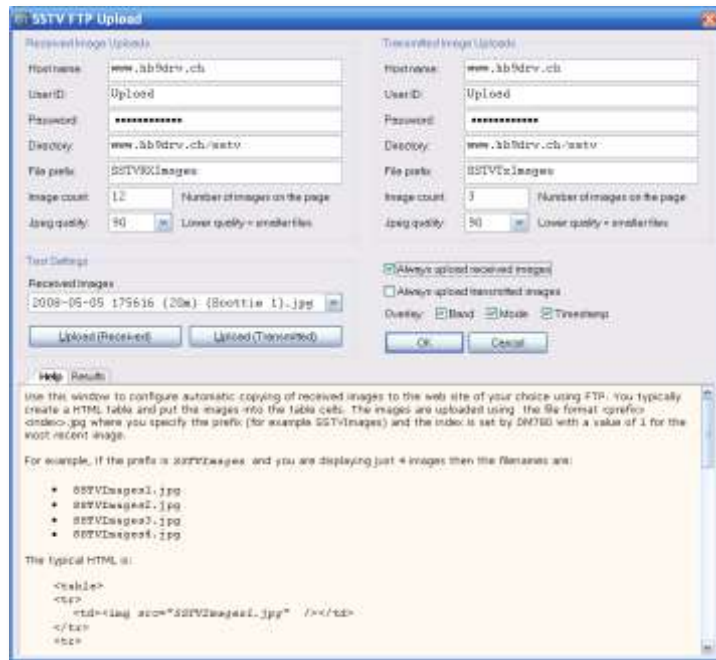 SSTV FTP Upload
Received Image Uploads
Host name: www.hb9drv.ch
User ID: Upload
Password: ••••••••••••
Directory: www.hb9drv.ch/sstv
File prefix: SSTVRXImages
Image count: 12 Number of images on the page
Jpeg quality: 90 Lower quality = smaller files
Transmitted Image Uploads
Host name: www.hb9drv.ch
User ID: Upload
Password: ••••••••••••
Directory: www.hb9drv.ch/sstv
File prefix: SSTVTxImages
Image count: 3 Number of images on the page
Jpeg quality: 90 Lower quality = smaller files
Test Settings
Received Images
2008-05-05 175616 (20m) (Scottie 1).jpg
Upload (Received) Upload (Transmitted)
Always upload received images
Always upload transmitted images
Overlay: Band Mode Timestamp
OK Cancel
Help Results
Use this window to configure automatic copying of received images to the web site of your choice using FTP. You typically
create a HTML table and put the images into the table cells. The images are uploaded using the file format <prefix>
<index>.jpg where you specify the prefix (for example SSTVImages) and the index is set by DM780 with a value of 1 for the
most recent image.
For example, if the prefix is SSTVImages and you are displaying just 4 images then the filenames are:
• SSTVImages1.jpg
• SSTVImages2.jpg
• SSTVImages3.jpg
• SSTVImages4.jpg
The typical HTML is:
<table>
<tr>
<td><img src="SSTVImages1.jpg" /></td>
</tr>
<tr>